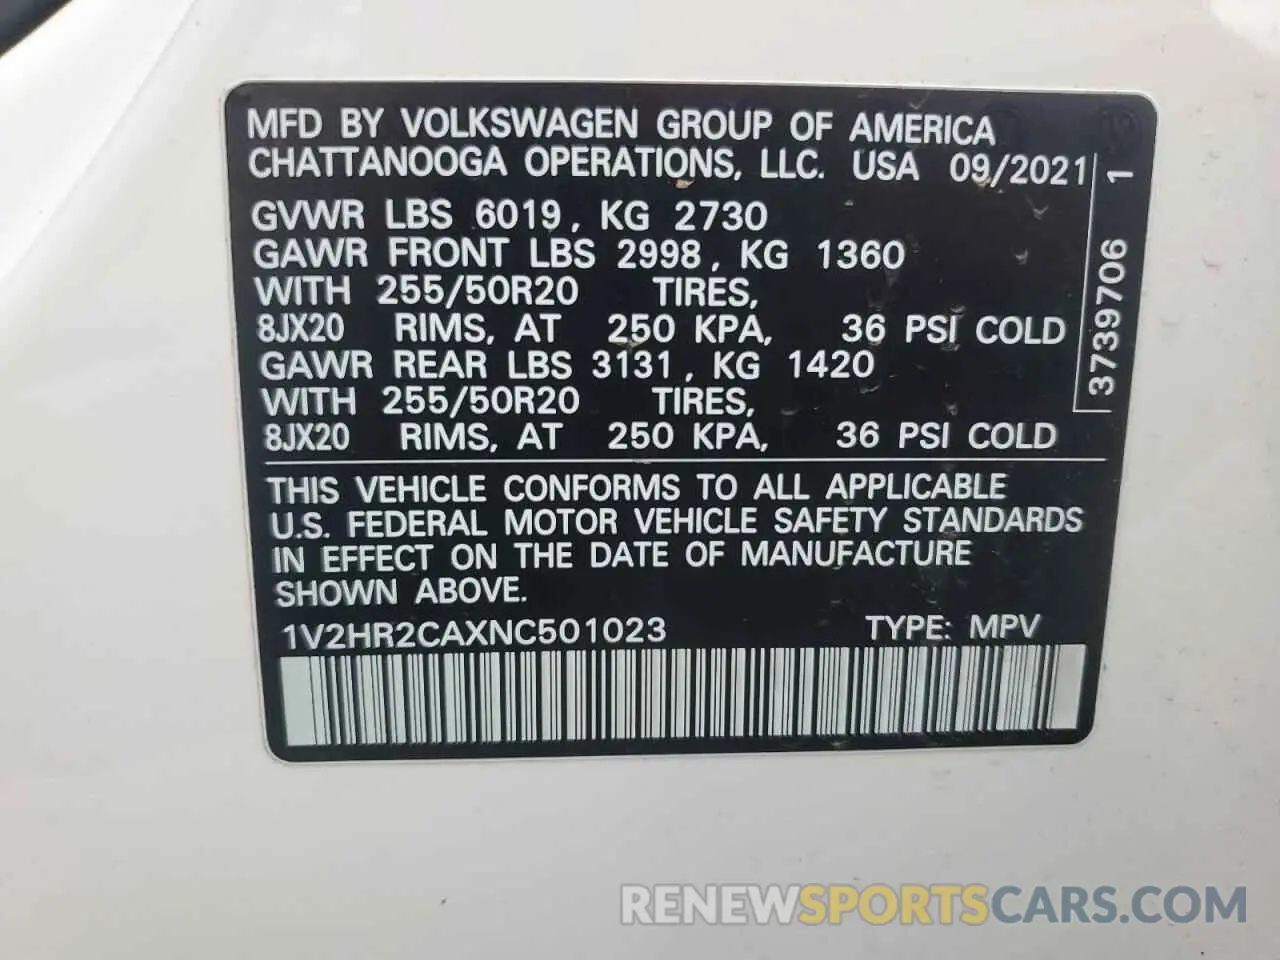 MFD BY VOLKSWAGEN GROUP OF AMERICA
CHATTANOOGA OPERATIONS, LLC. USA 09/2021
GVWR LBS 6019, KG 2730
GAWR FRONT LBS 2998, KG 1360
WITH 255/50R20 TIRES,
8JX20 RIMS, AT 250 KPA, 36 PSI COLD
GAWR REAR LBS 3131, KG 1420
WITH 255/50R20 TIRES,
8JX20 RIMS, AT 250 KPA, 36 PSI COLD
3739706 1
THIS VEHICLE CONFORMS TO ALL APPLICABLE
U.S. FEDERAL MOTOR VEHICLE SAFETY STANDARDS
IN EFFECT ON THE DATE OF MANUFACTURE
SHOWN ABOVE.
1V2HR2CAXNC501023 TYPE: MPV
RENEWSPORTSCARS.COM